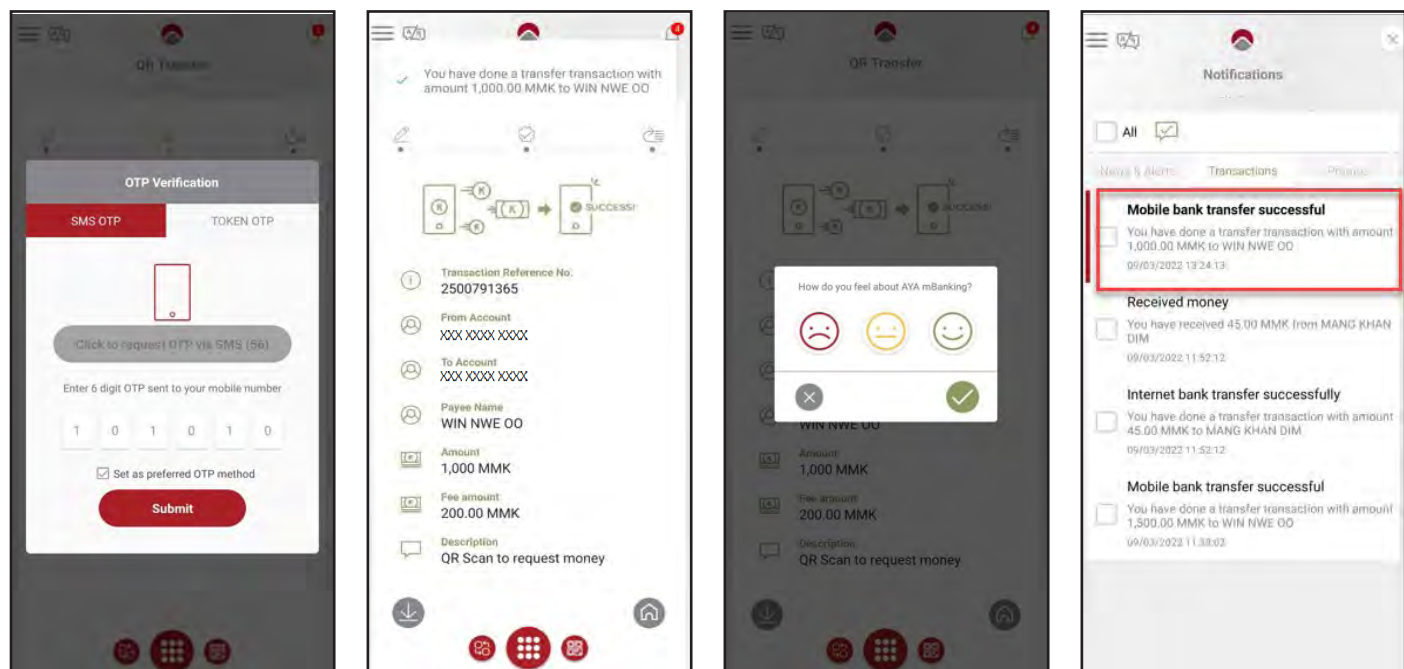 QR Transfer
OTP Verification
SMS OTP
TOKEN OTP
Click to request OTP via SMS (56)
Enter 6 digit OTP sent to your mobile number
1 0 1 0 1 0
Set as preferred OTP method
Submit
4
You have done a transfer transaction with
amount 1,000.00 MMK to WIN NWE OO
SUCCESS!
Transaction Reference No.
2500791365
From Account
XXX XXXX XXXX
To Account
XXX XXXX XXXX
Payee Name
WIN NWE OO
Amount
1,000 MMK
Fee amount
200.00 MMK
Description
QR Scan to request money
QR Transfer
SUCCESS!
How do you feel about AYA mBanking?
WIN NWE OO
Amount
1,000 MMK
Fee amount
200.00 MMK
Description
QR Scan to request money
Notifications
All
News & Alerts
Transactions
Mobile bank transfer successful
You have done a transfer transaction with amount
1,000.00 MMK to WIN NWE OO
09/03/2022 13:24:13
Received money
You have received 45.00 MMK from MANG KHAN
DIM
09/03/2022 11:52:12
Internet bank transfer successfully
You have done a transfer transaction with amount
45.00 MMK to MANG KHAN DIM
09/03/2022 11:52:12
Mobile bank transfer successful
You have done a transfer transaction with amount
1,500.00 MMK to WIN NWE OO
09/03/2022 11:38:02